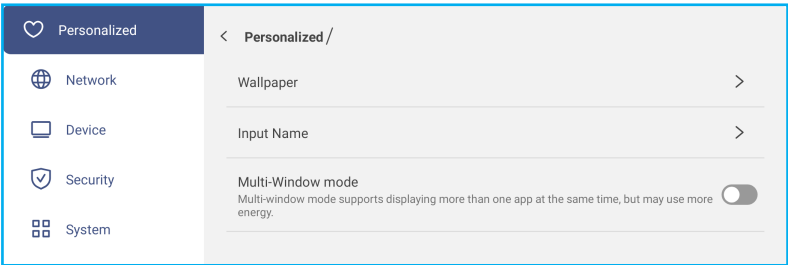 Personalized
Personalized /
Network
Wallpaper
Device
Input Name
Security
Multi-Window mode
Multi-window mode supports displaying more than one app at the same time, but may use more
energy.
System